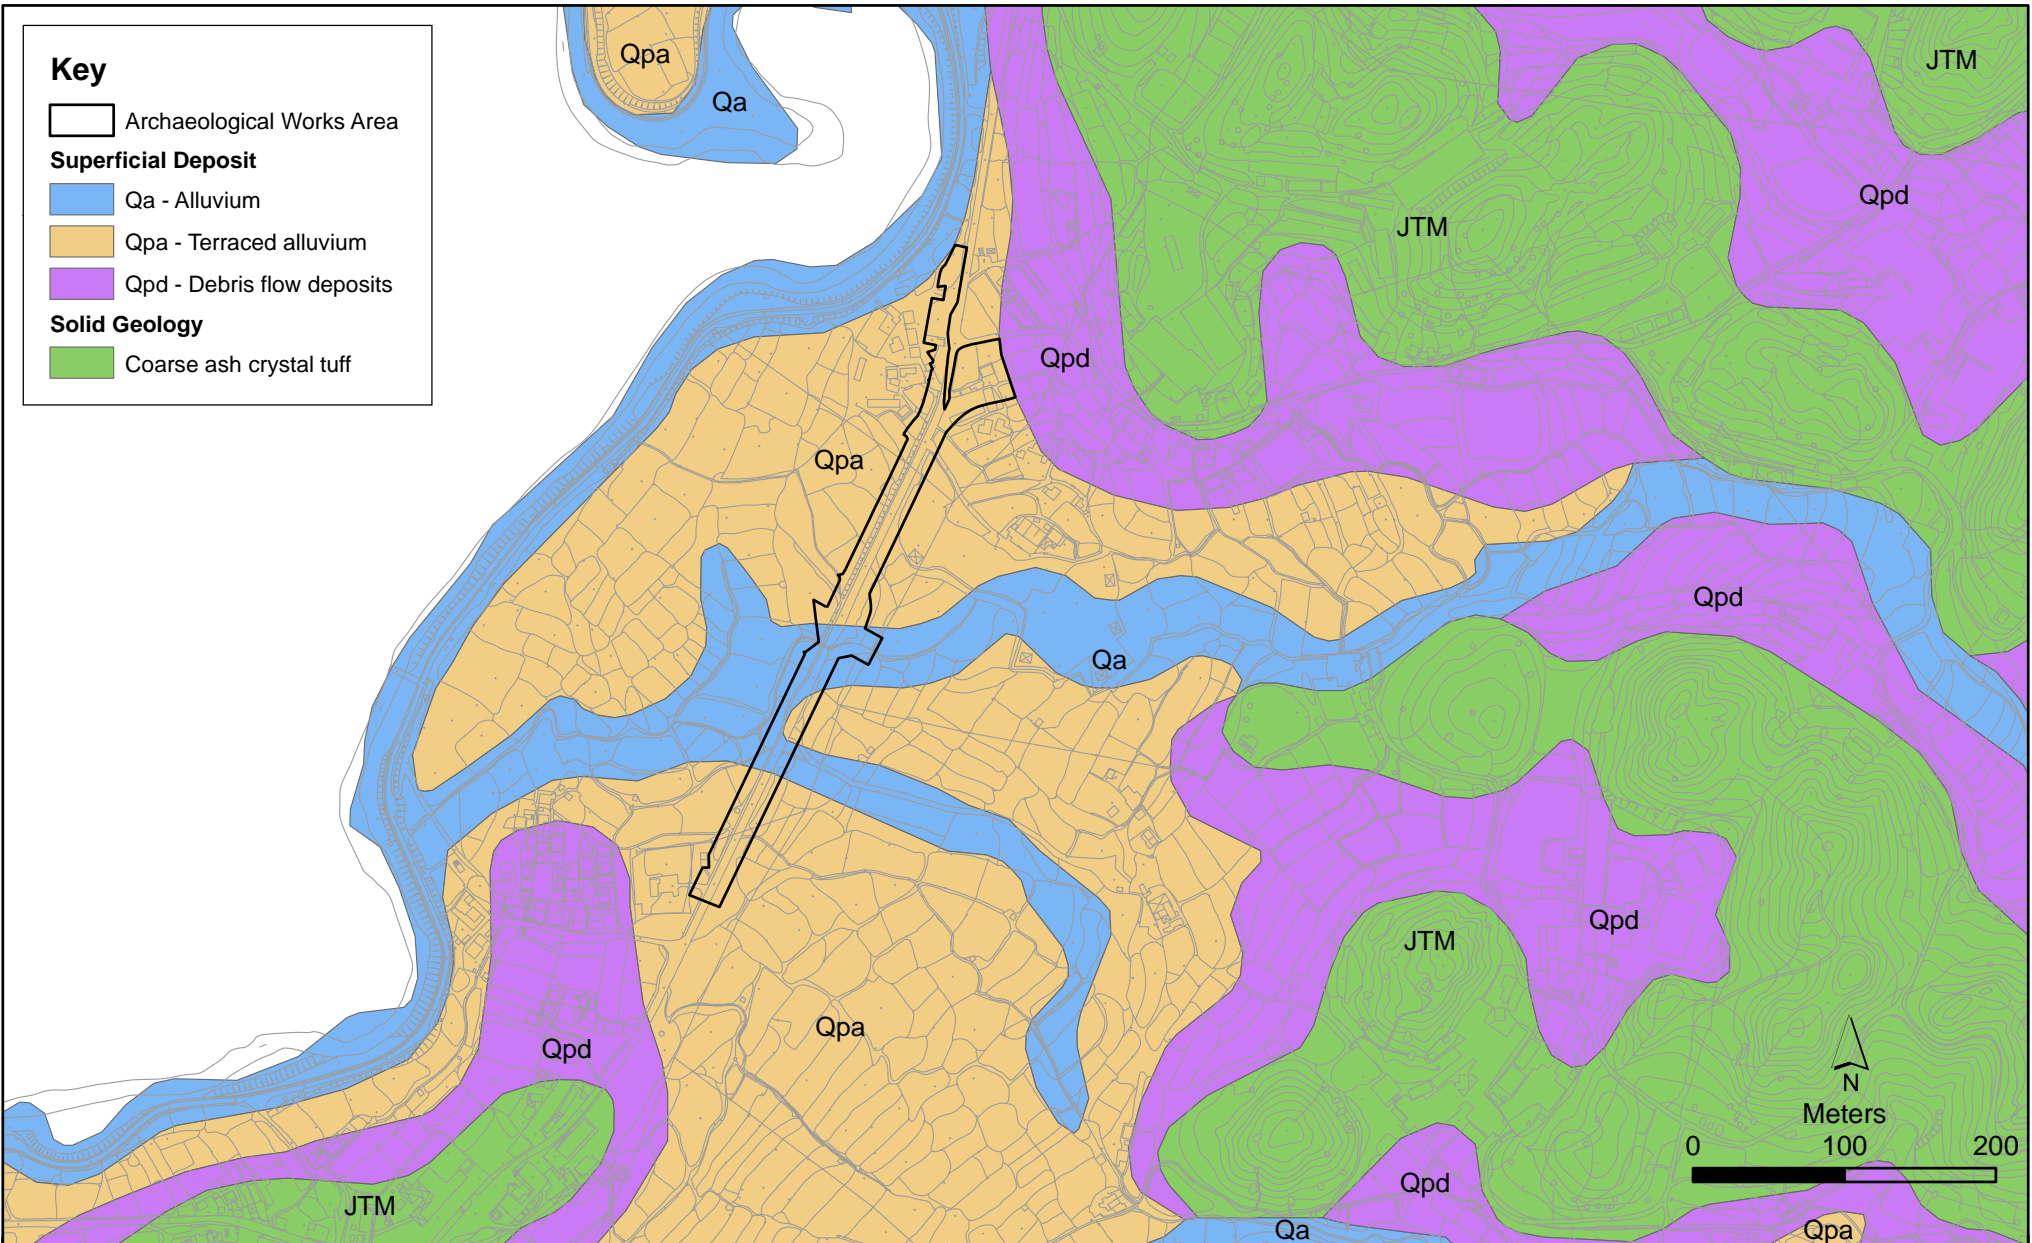 Key
Archaeological Works Area
Superficial Deposit
Qa - Alluvium
Qpa - Terraced alluvium
Qpd - Debris flow deposits
Solid Geology
Coarse ash crystal tuff
Qpa
Qa
JTM
Qpd
JTM
Qpd
Qpa
Qpd
Qa
Qpd
JTM
Qpa
Qpd
N
Meters
0 100 200
Qpd
JTM
Qa
Qpa